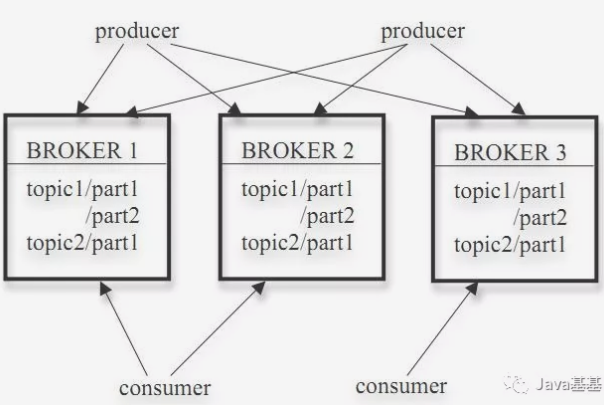 producer
producer
BROKER 1
topic1/part1
/part2
topic2/part1
BROKER 2
topic1/part1
/part2
topic2/part1
BROKER 3
topic1/part1
/part2
topic2/part1
consumer
consumer
Java基基